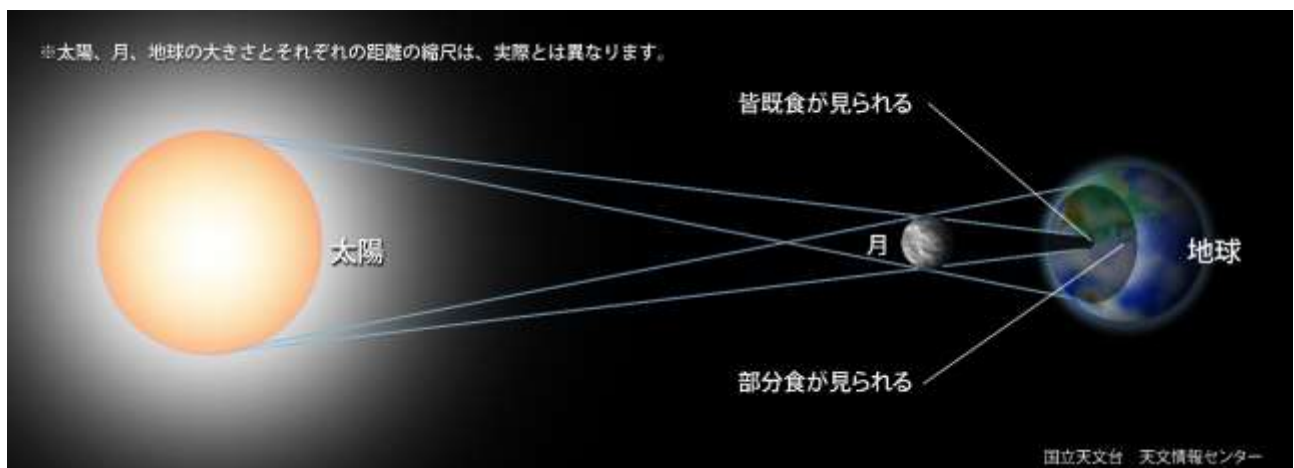 ※太陽、月、地球の大きさとそれぞれの距離の縮尺は、実際とは異なります。
皆既食が見られる
太陽
月
地球
部分食が見られる
国立天文台　天文情報センター